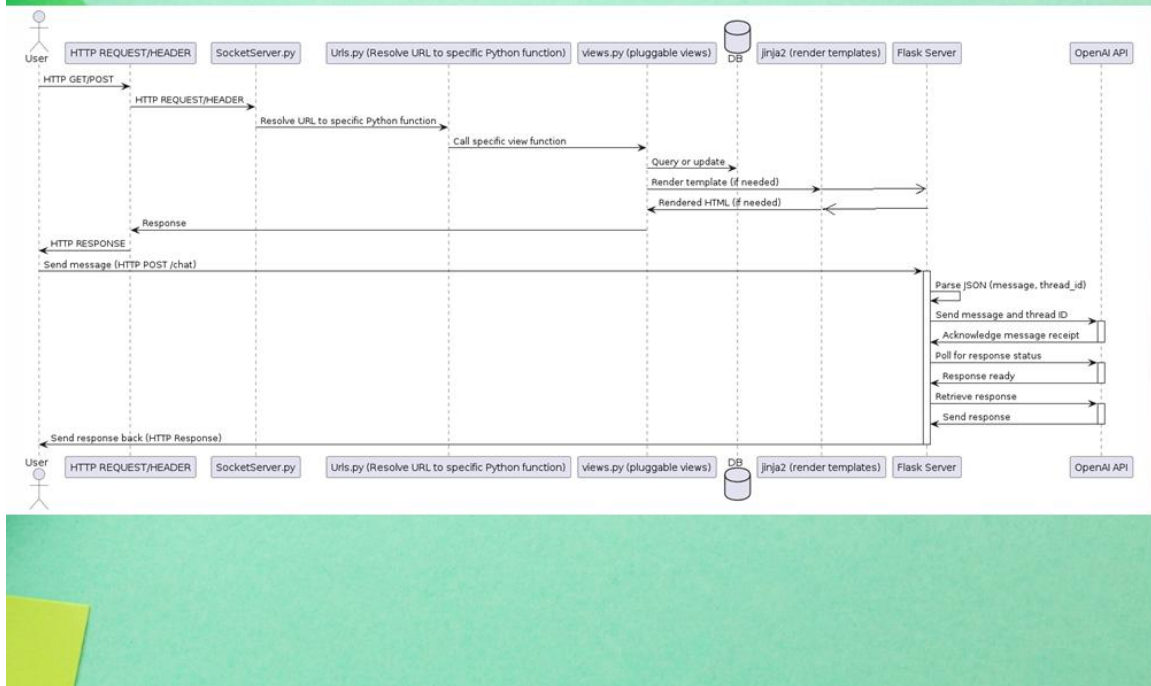 User
HTTP REQUEST/HEADER
SocketServer.py
Urls.py (Resolve URL to specific Python function)
views.py (pluggable views)
DB
jinja2 (render templates)
Flask Server
OpenAI API
HTTP GET/POST
HTTP REQUEST/HEADER
Resolve URL to specific Python function
Call specific view function
Query or update
Render template (if needed)
Rendered HTML (if needed)
Response
HTTP RESPONSE
Send message (HTTP POST /chat)
Parse JSON (message, thread_id)
Send message and thread ID
Acknowledge message receipt
Poll for response status
Response ready
Retrieve response
Send response
Send response back (HTTP Response)
User
HTTP REQUEST/HEADER
SocketServer.py
Urls.py (Resolve URL to specific Python function)
views.py (pluggable views)
DB
jinja2 (render templates)
Flask Server
OpenAI API